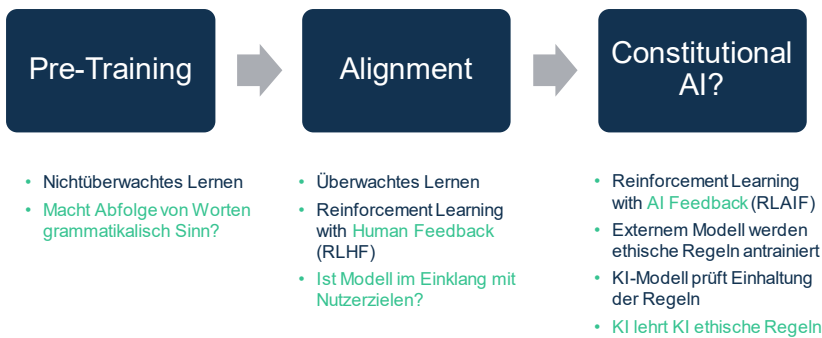 Pre-Training
Alignment
Constitutional
AI?
• Nichtüberwachtes Lernen
• Macht Abfolge von Worten
grammatikalisch Sinn?
• Überwachtes Lernen
• Reinforcement Learning
with Human Feedback
(RLHF)
• Ist Modell im Einklang mit
Nutzerzielen?
• Reinforcement Learning
with AI Feedback (RLAIF)
• Externem Modell werden
ethische Regeln antrainiert
• KI-Modell prüft Einhaltung
der Regeln
• KI lehrt KI ethische Regeln